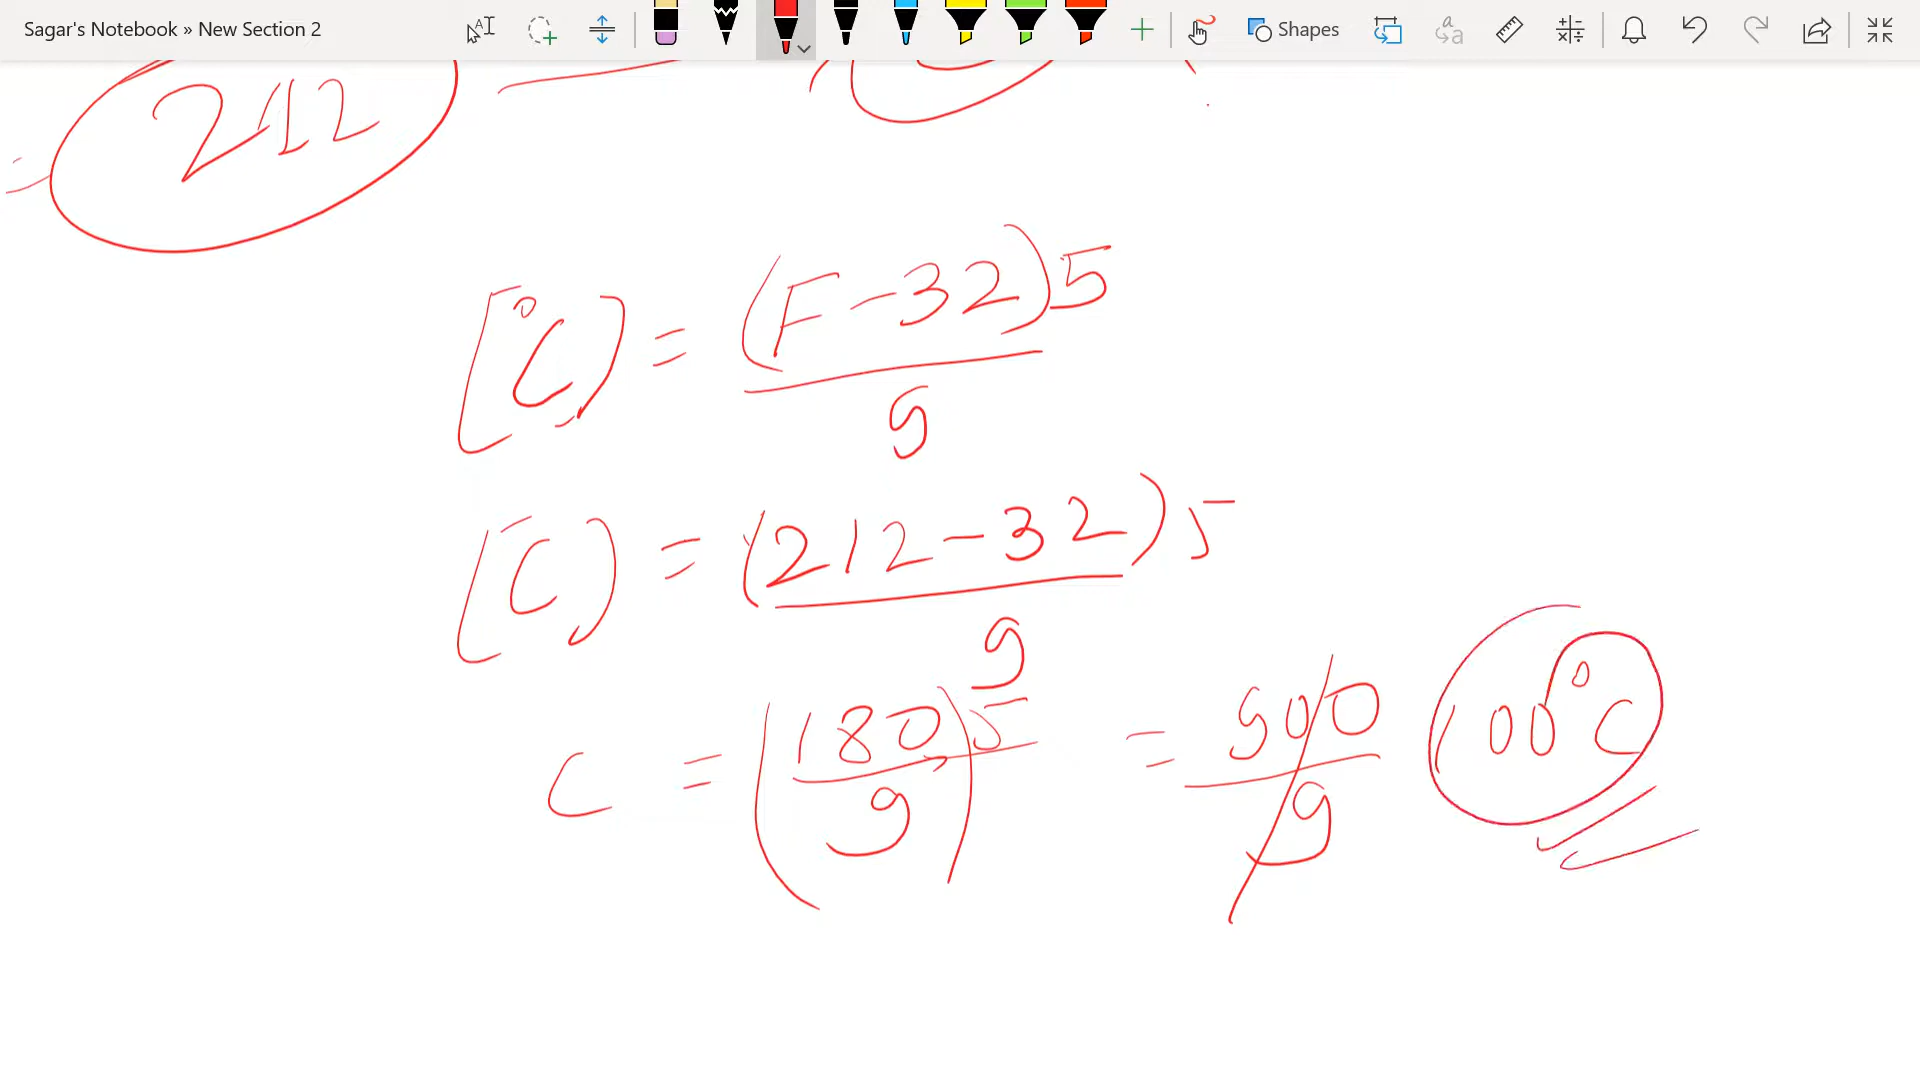 Sagar's Notebook » New Section 2
Shapes
= 212
[°C] = (F-32)5
9
[C] = (212-32)5
9
C = (180)5 = 900 100°C
9 9